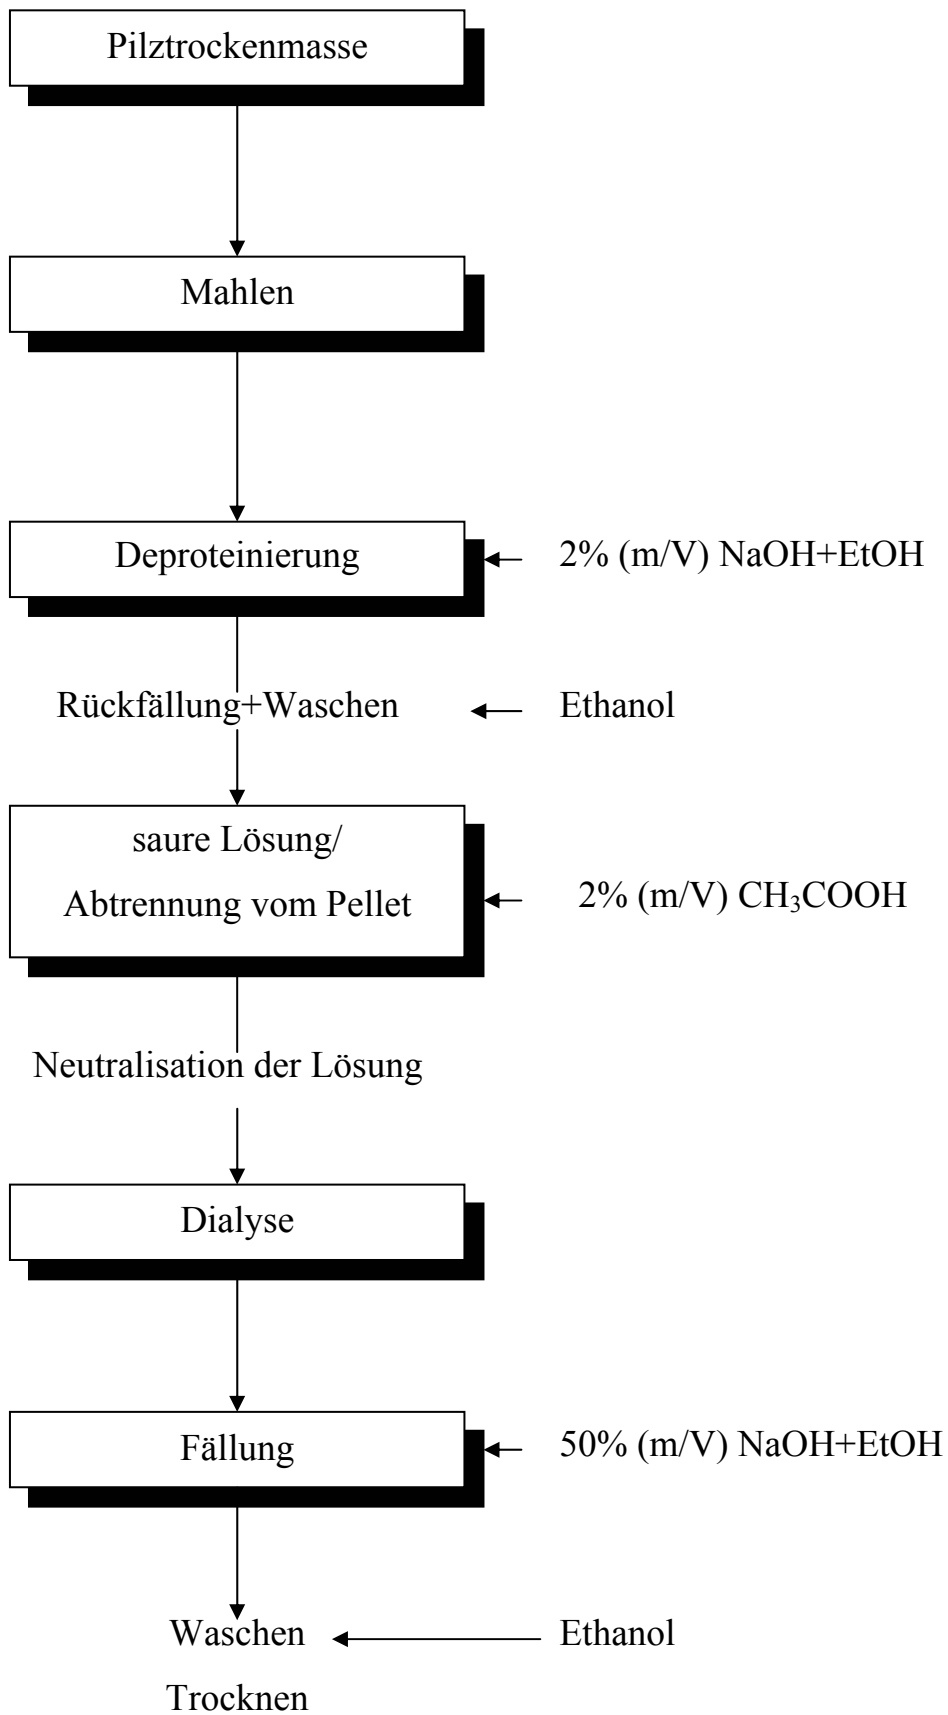 Pilztrockenmasse
Mahlen
Deproteinierung
2% (m/V) NaOH+EtOH
Rückfällung+Waschen
Ethanol
saure Lösung/
Abtrennung vom Pellet
2% (m/V) CH₃COOH
Neutralisation der Lösung
Dialyse
Fällung
50% (m/V) NaOH+EtOH
Waschen
Ethanol
Trocknen